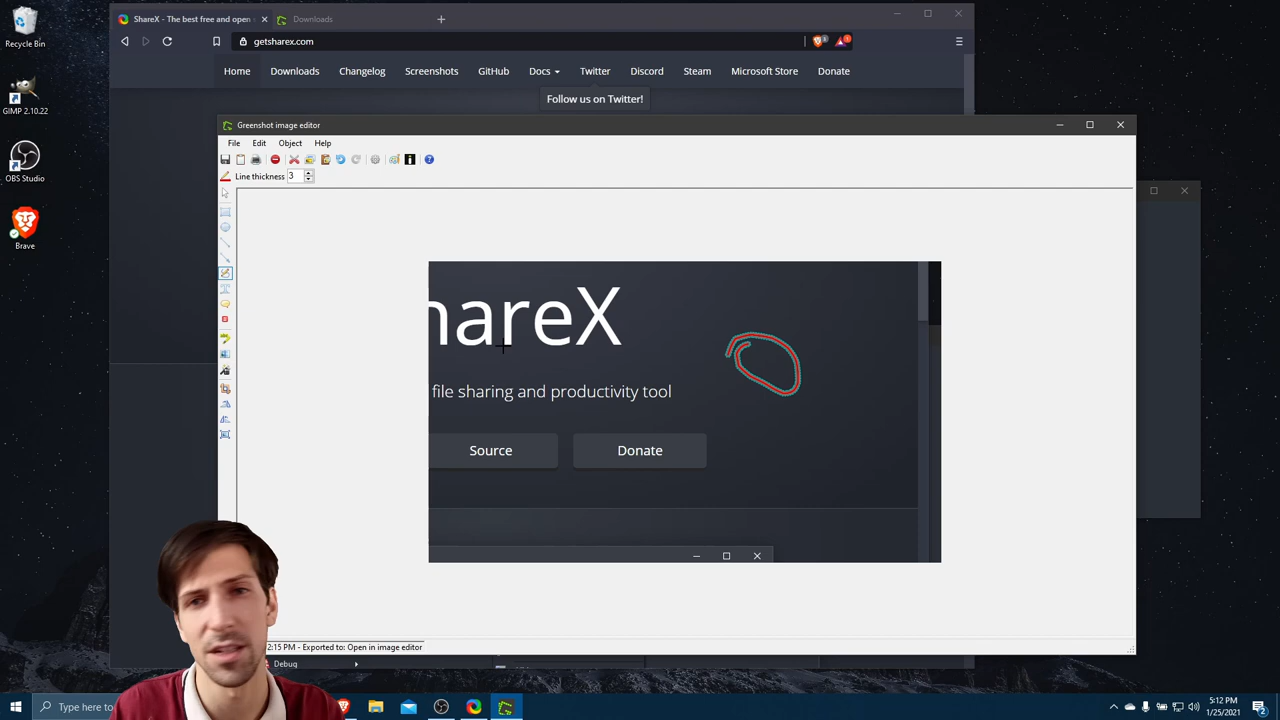 Recycle Bin
GIMP 2.10.22
OBS Studio
Brave
ShareX - The best free and open
Downloads
getsharex.com
3
1
Home
Downloads
Changelog
Screenshots
GitHub
Docs
Twitter
Discord
Steam
Microsoft Store
Donate
Follow us on Twitter!
Greenshot image editor
File
Edit
Object
Help
Line thickness
3
hareX
file sharing and productivity tool
Source
Donate
2:15 PM - Exported to: Open in image editor
Debug
Type here to
5:12 PM
1/25/2021
2